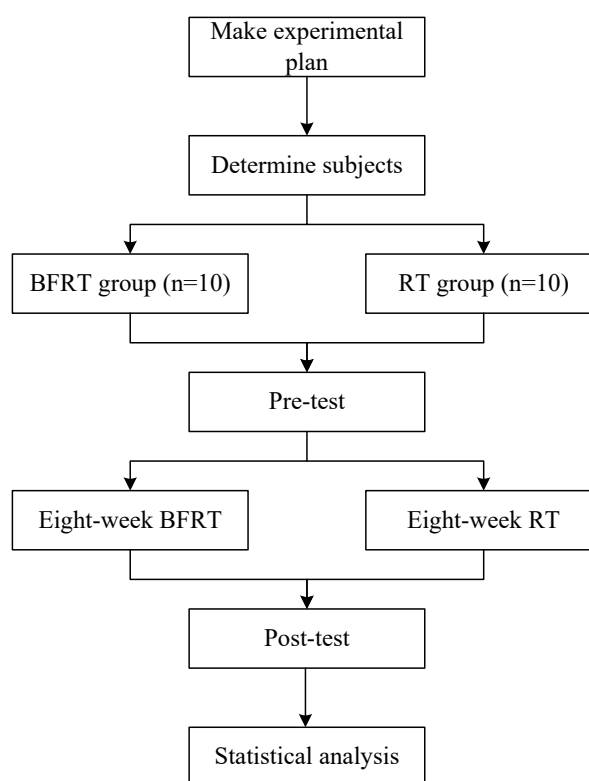 Make experimental
plan
Determine subjects
BFRT group (n=10)
RT group (n=10)
Pre-test
Eight-week BFRT
Eight-week RT
Post-test
Statistical analysis